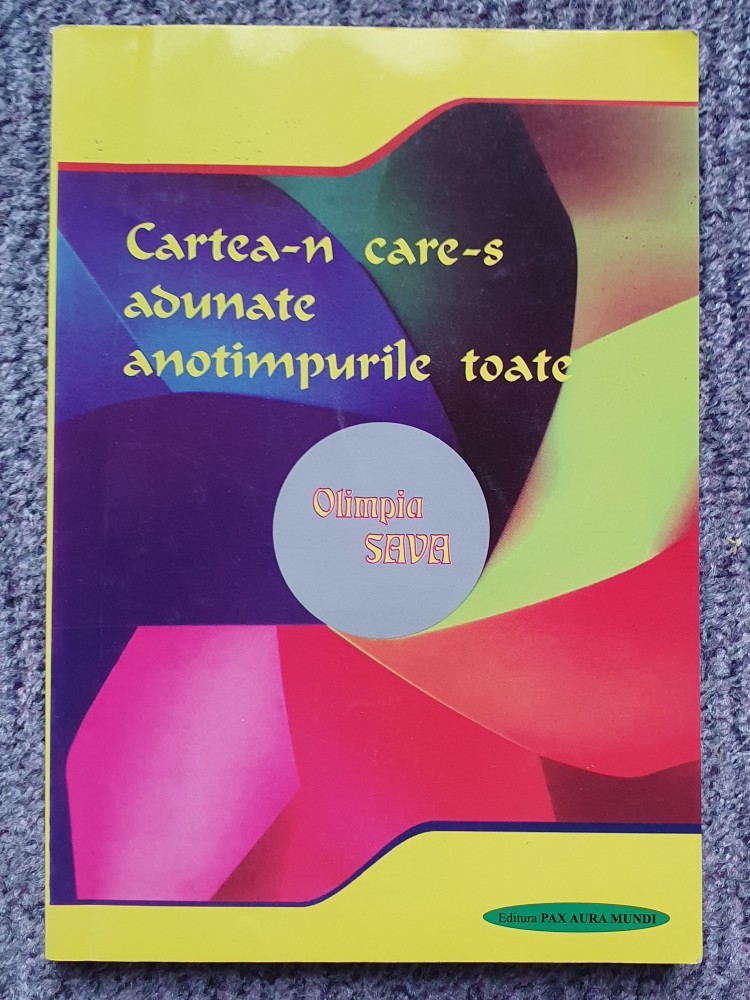 Cartea-n care-s
adunate
anotimpurile toate
Olimpia
SAVA
Editura PAX AURA MUNDI